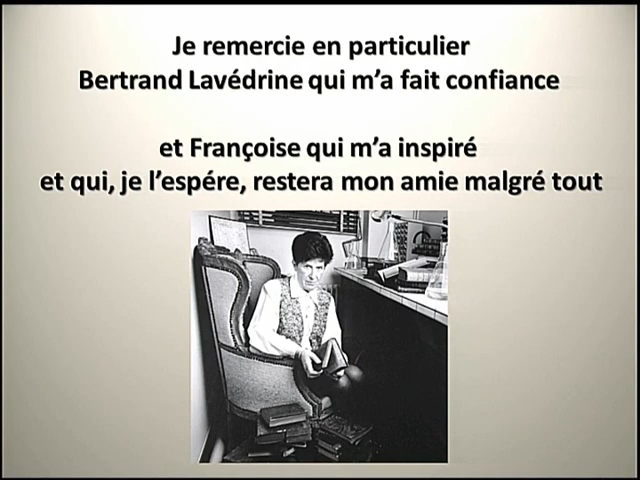 Je remercie en particulier
Bertrand Lavédrine qui m’a fait confiance
et Françoise qui m’a inspiré
et qui, je l’espére, restera mon amie malgré tout